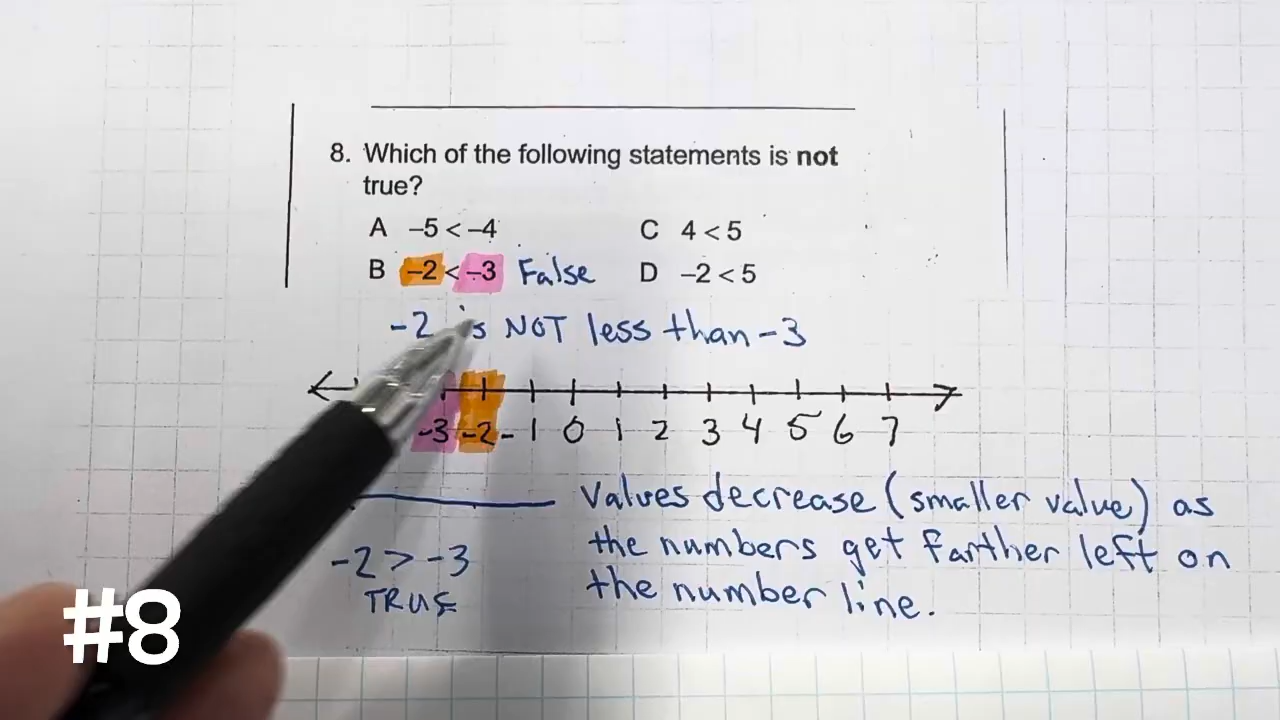 8. Which of the following statements is not
true?
A -5 < -4
C 4 < 5
B -2 < -3 False
D -2 < 5
-2 is NOT less than -3
-3 -2 -1 0 1 2 3 4 5 6 7
Values decrease (smaller value) as
the numbers get farther left on
the number line.
-2 > -3
TRUE
#8